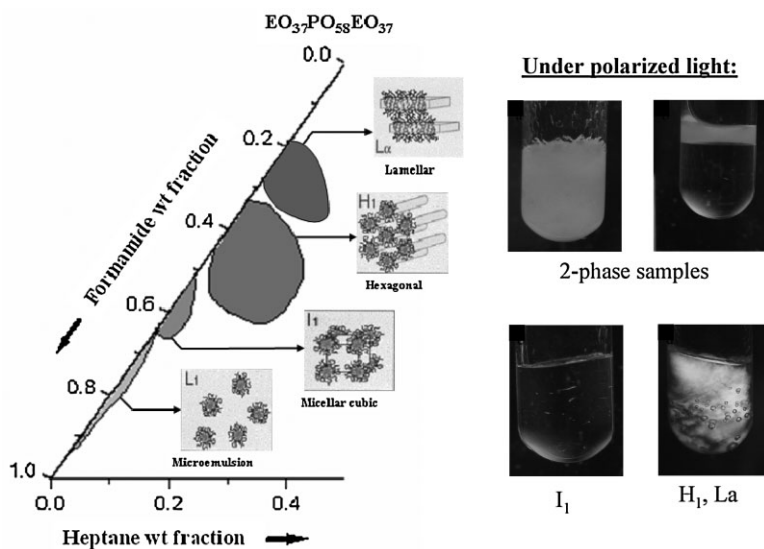 EO37PO58EO37
0.0
Under polarized light:
0.2
Lα
Lamellar
Formamide wt fraction
0.4
H1
Hexagonal
2-phase samples
0.6
I1
Micellar cubic
0.8
L1
Microemulsion
1.0
0.0
0.2
0.4
Heptane wt fraction
I1
H1, La